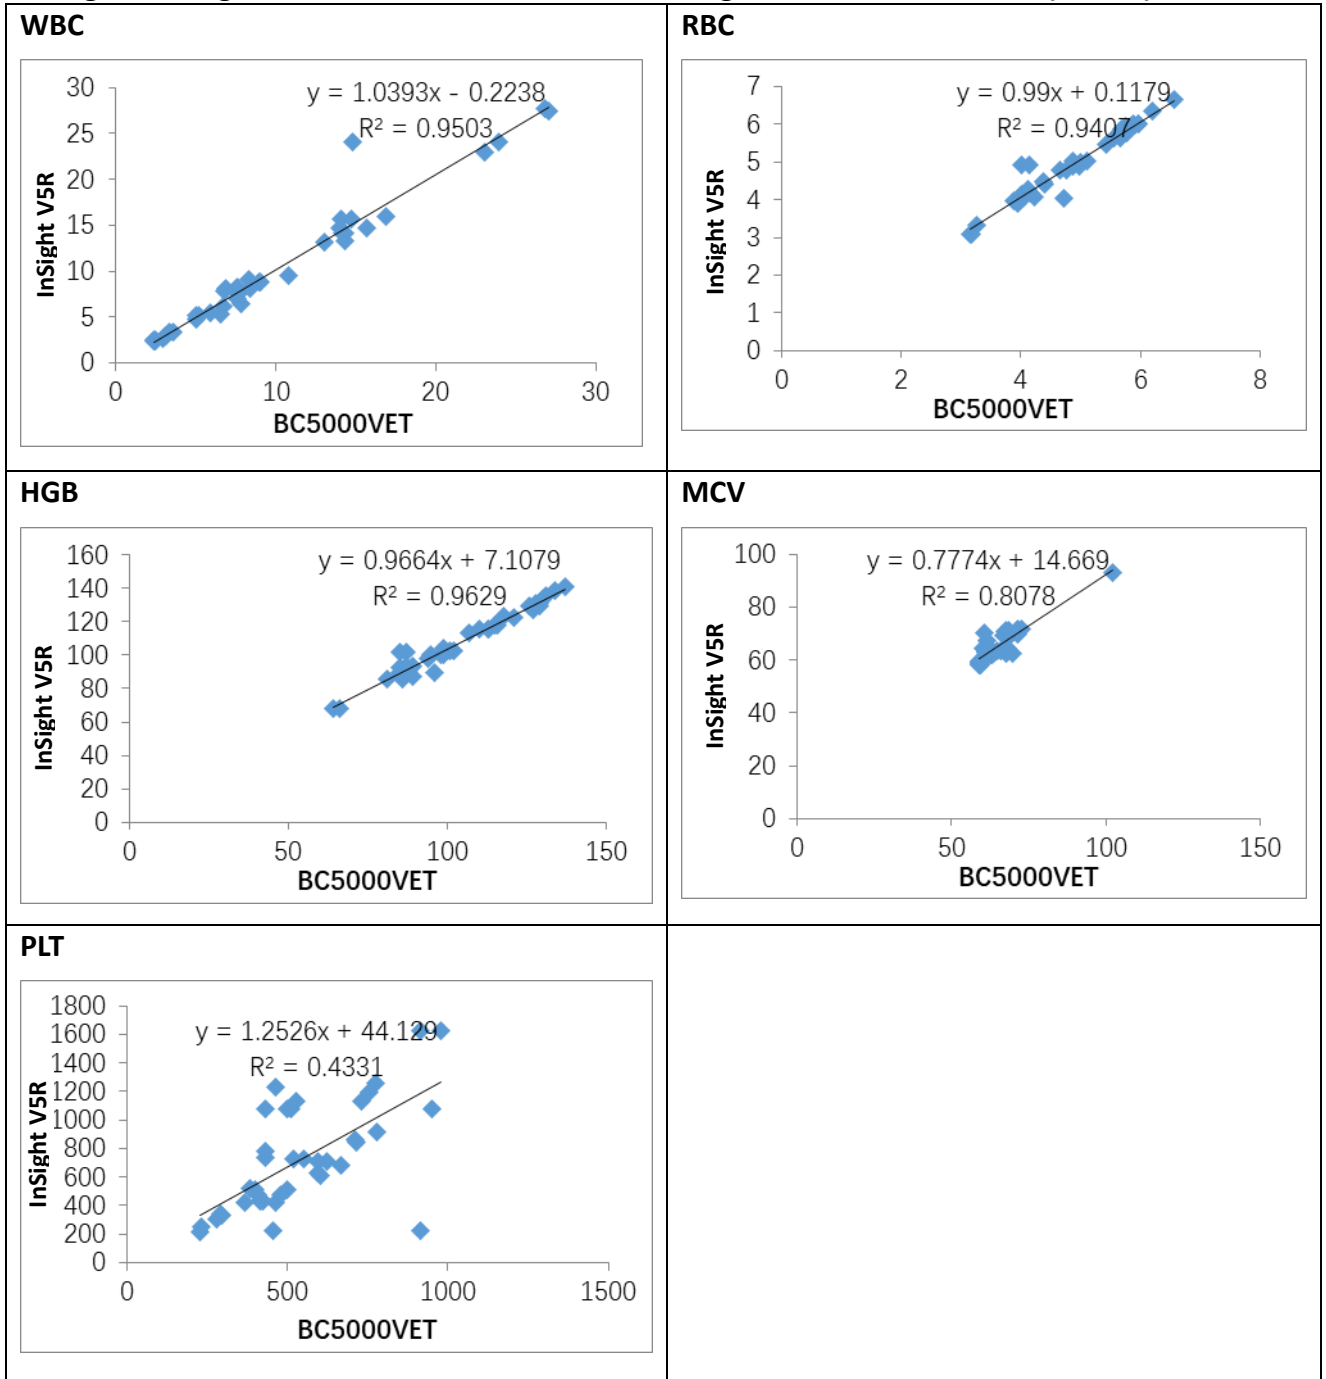 WBC
y = 1.0393x - 0.2238
R² = 0.9503
30
25
20
15
10
5
0
0 10 20 30
InSight V5R
BC5000VET
RBC
y = 0.99x + 0.1179
R² = 0.9407
7
6
5
4
3
2
1
0
0 2 4 6 8
InSight V5R
BC5000VET
HGB
y = 0.9664x + 7.1079
R² = 0.9629
160
140
120
100
80
60
40
20
0
0 50 100 150
InSight V5R
BC5000VET
MCV
y = 0.7774x + 14.669
R² = 0.8078
100
80
60
40
20
0
0 50 100 150
InSight V5R
BC5000VET
PLT
y = 1.2526x + 44.129
R² = 0.4331
1800
1600
1400
1200
1000
800
600
400
200
0
0 500 1000 1500
InSight V5R
BC5000VET